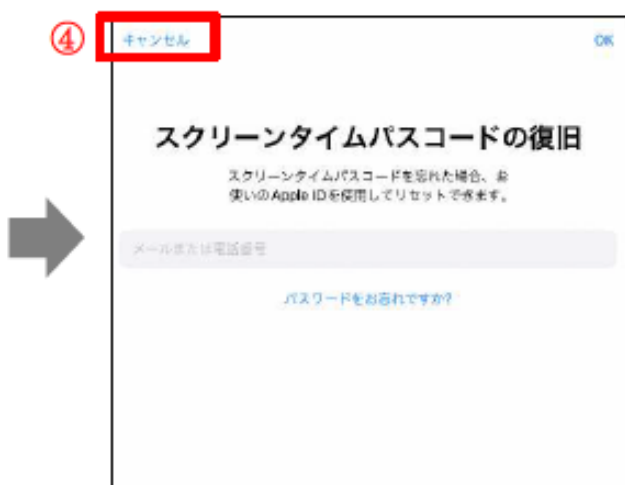 ④
キャンセル
OK
スクリーンタイムパスコードの復旧
スクリーンタイムパスコードを忘れた場合、お
使いのApple IDを使用してリセットできます。
メールまたは電話番号
パスワードをお忘れですか?